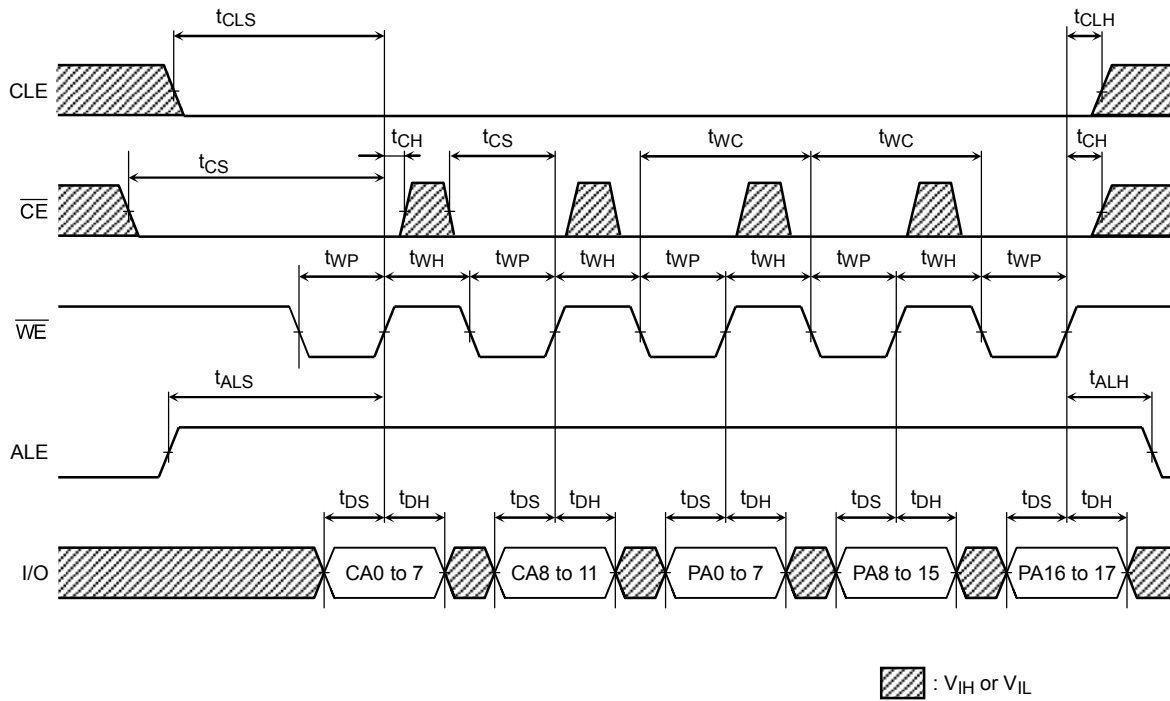 tCLS tCLH
CLE
tCH tCS tWC tWC tCH
tCS
CE
tWP tWH tWP tWH tWP tWH tWP tWH tWP
WE
tALS tALH
ALE
tDS tDH tDS tDH tDS tDH tDS tDH tDS tDH
I/O CA0 to 7 CA8 to 11 PA0 to 7 PA8 to 15 PA16 to 17
: VIH or VIL